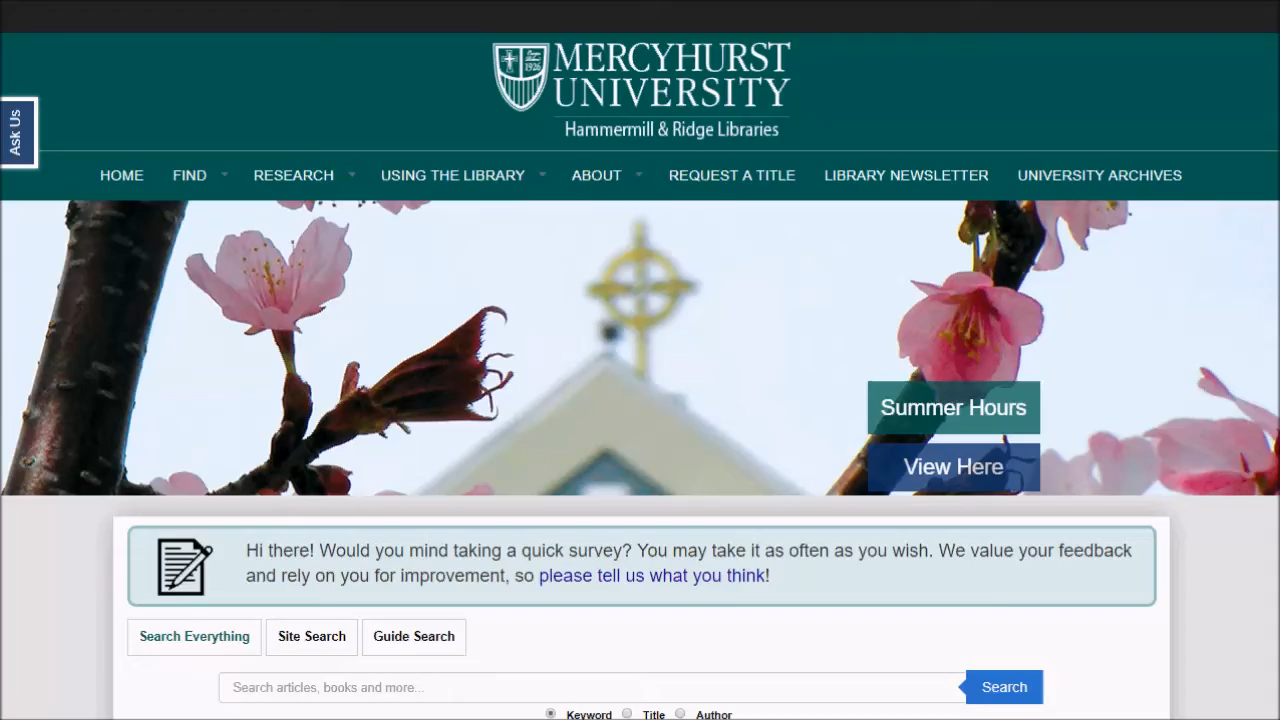 MERCYHURST
UNIVERSITY
Hammermill & Ridge Libraries
Ask Us
HOME FIND RESEARCH USING THE LIBRARY ABOUT REQUEST A TITLE LIBRARY NEWSLETTER UNIVERSITY ARCHIVES
Summer Hours
View Here
Hi there! Would you mind taking a quick survey? You may take it as often as you wish. We value your feedback
and rely on you for improvement, so please tell us what you think!
Search Everything Site Search Guide Search
Search articles, books and more... Search
Keyword Title Author